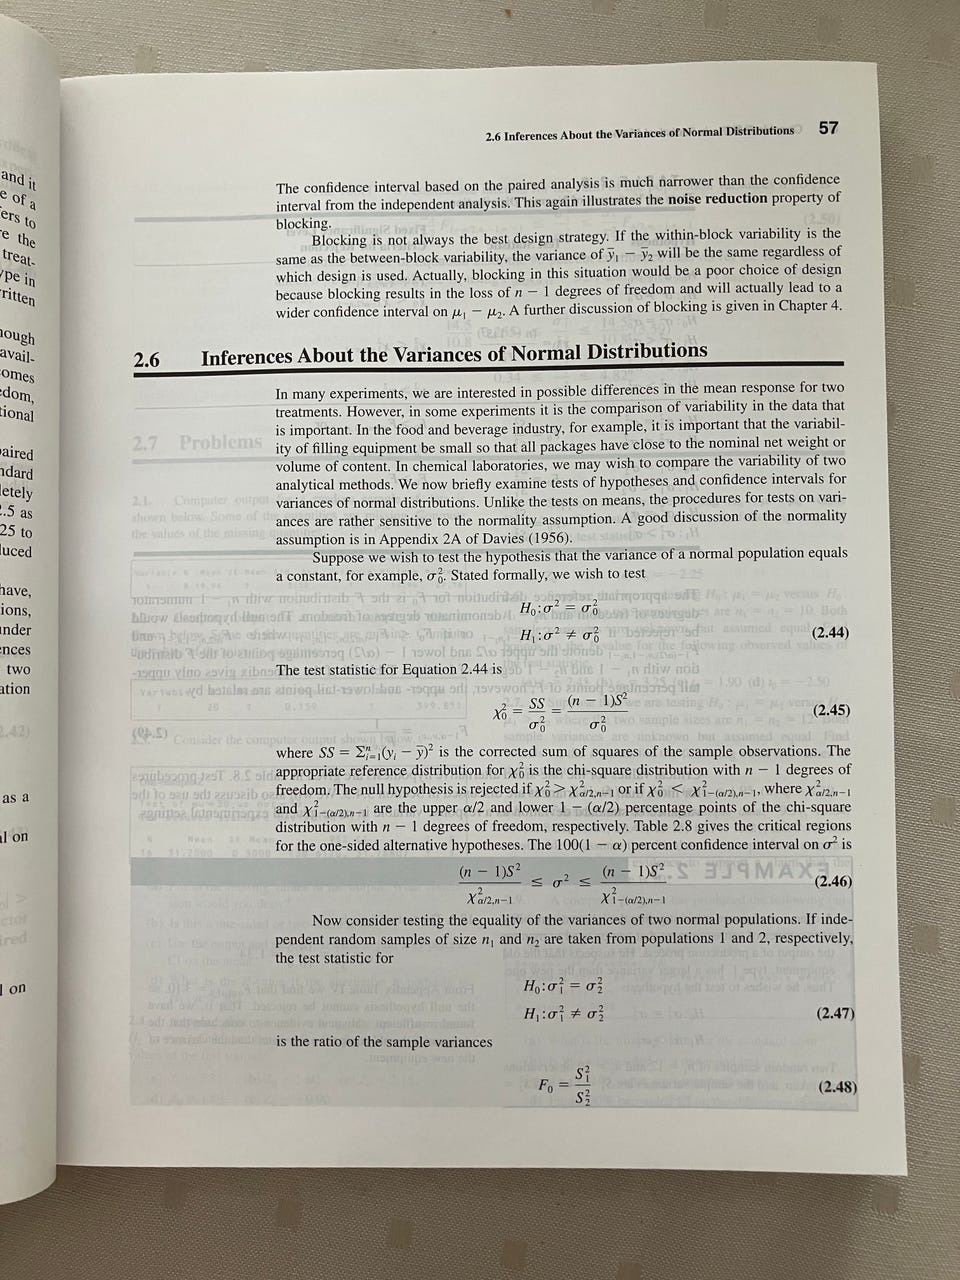 2.6 Inferences About the Variances of Normal Distributions 57
The confidence interval based on the paired analysis is much narrower than the confidence
interval from the independent analysis. This again illustrates the noise reduction property of
blocking.
Blocking is not always the best design strategy. If the within-block variability is the
same as the between-block variability, the variance of ȳ₁ − ȳ₂ will be the same regardless of
which design is used. Actually, blocking in this situation would be a poor choice of design
because blocking results in the loss of n − 1 degrees of freedom and will actually lead to a
wider confidence interval on μ₁ − μ₂. A further discussion of blocking is given in Chapter 4.
2.6 Inferences About the Variances of Normal Distributions
In many experiments, we are interested in possible differences in the mean response for two
treatments. However, in some experiments it is the comparison of variability in the data that
is important. In the food and beverage industry, for example, it is important that the variabil-
ity of filling equipment be small so that all packages have close to the nominal net weight or
volume of content. In chemical laboratories, we may wish to compare the variability of two
analytical methods. We now briefly examine tests of hypotheses and confidence intervals for
variances of normal distributions. Unlike the tests on means, the procedures for tests on vari-
ances are rather sensitive to the normality assumption. A good discussion of the normality
assumption is in Appendix 2A of Davies (1956).
Suppose we wish to test the hypothesis that the variance of a normal population equals
a constant, for example, σ₀². Stated formally, we wish to test
H₀:σ² = σ₀²
H₁:σ² ≠ σ₀² (2.44)
The test statistic for Equation 2.44 is
χ₀² = SS/σ₀² = (n − 1)S²/σ₀² (2.45)
where SS = Σⁿᵢ₌₁(yᵢ − ȳ)² is the corrected sum of squares of the sample observations. The
appropriate reference distribution for χ₀² is the chi-square distribution with n − 1 degrees of
freedom. The null hypothesis is rejected if χ₀² > χ²α/2,n−1 or if χ₀² < χ²1−(α/2),n−1, where χ²α/2,n−1
and χ²1−(α/2),n−1 are the upper α/2 and lower 1 − (α/2) percentage points of the chi-square
distribution with n − 1 degrees of freedom, respectively. Table 2.8 gives the critical regions
for the one-sided alternative hypotheses. The 100(1 − α) percent confidence interval on σ² is
(n − 1)S²/χ²α/2,n−1 ≤ σ² ≤ (n − 1)S²/χ²1−(α/2),n−1 (2.46)
Now consider testing the equality of the variances of two normal populations. If inde-
pendent random samples of size n₁ and n₂ are taken from populations 1 and 2, respectively,
the test statistic for
H₀:σ₁² = σ₂²
H₁:σ₁² ≠ σ₂² (2.47)
is the ratio of the sample variances
F₀ = S₁²/S₂² (2.48)